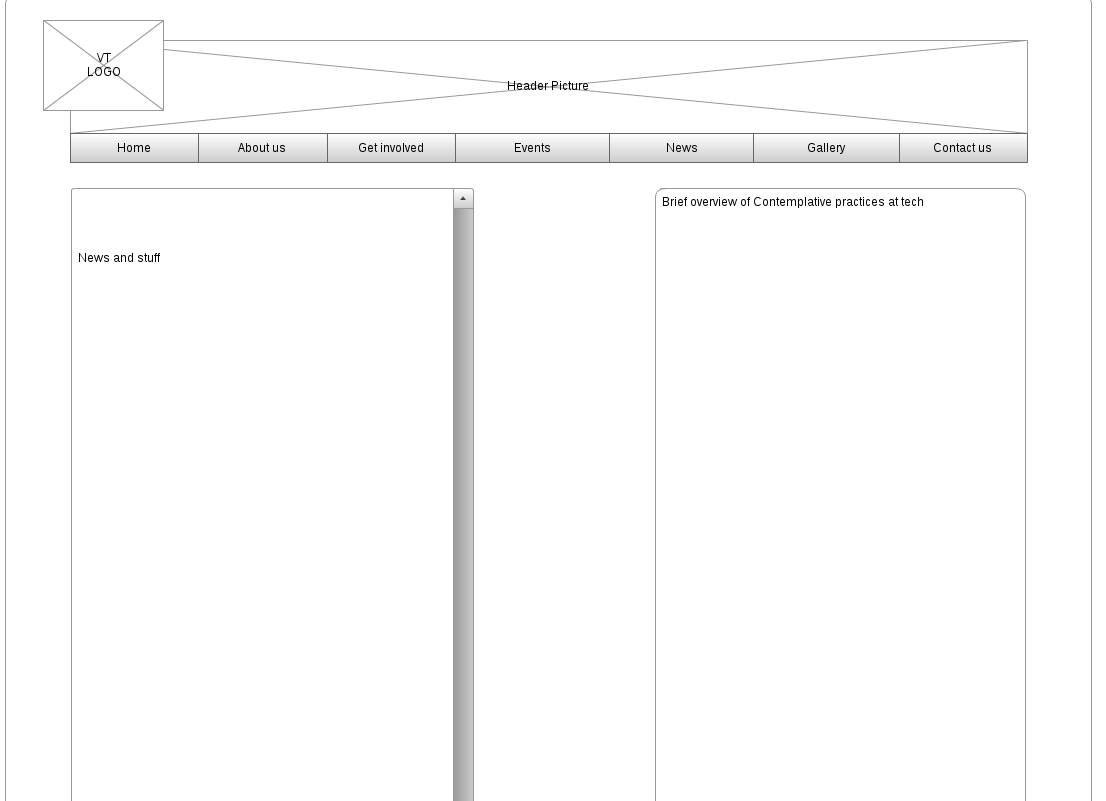 VT
LOGO
Header Picture
Home
About us
Get involved
Events
News
Gallery
Contact us
News and stuff
Brief overview of Contemplative practices at tech